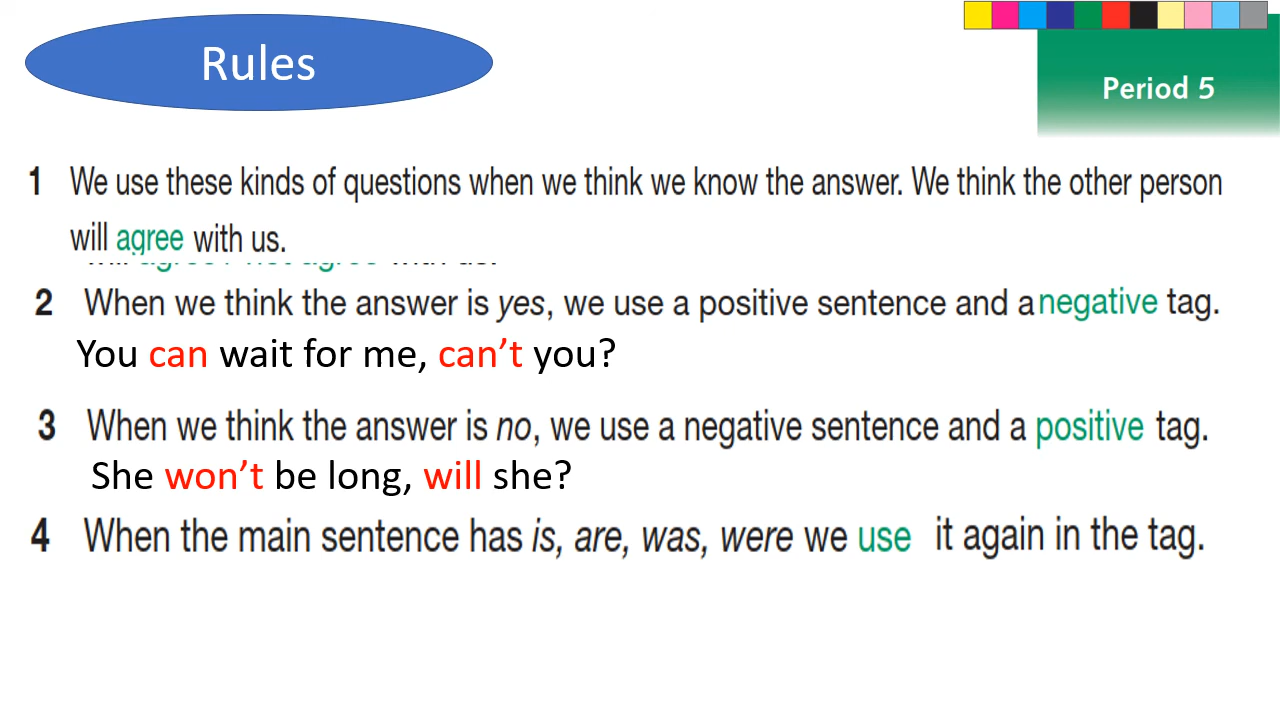 Rules
Period 5
1 We use these kinds of questions when we think we know the answer. We think the other person
will agree with us.
2 When we think the answer is yes, we use a positive sentence and a negative tag.
You can wait for me, can't you?
3 When we think the answer is no, we use a negative sentence and a positive tag.
She won't be long, will she?
4 When the main sentence has is, are, was, were we use it again in the tag.